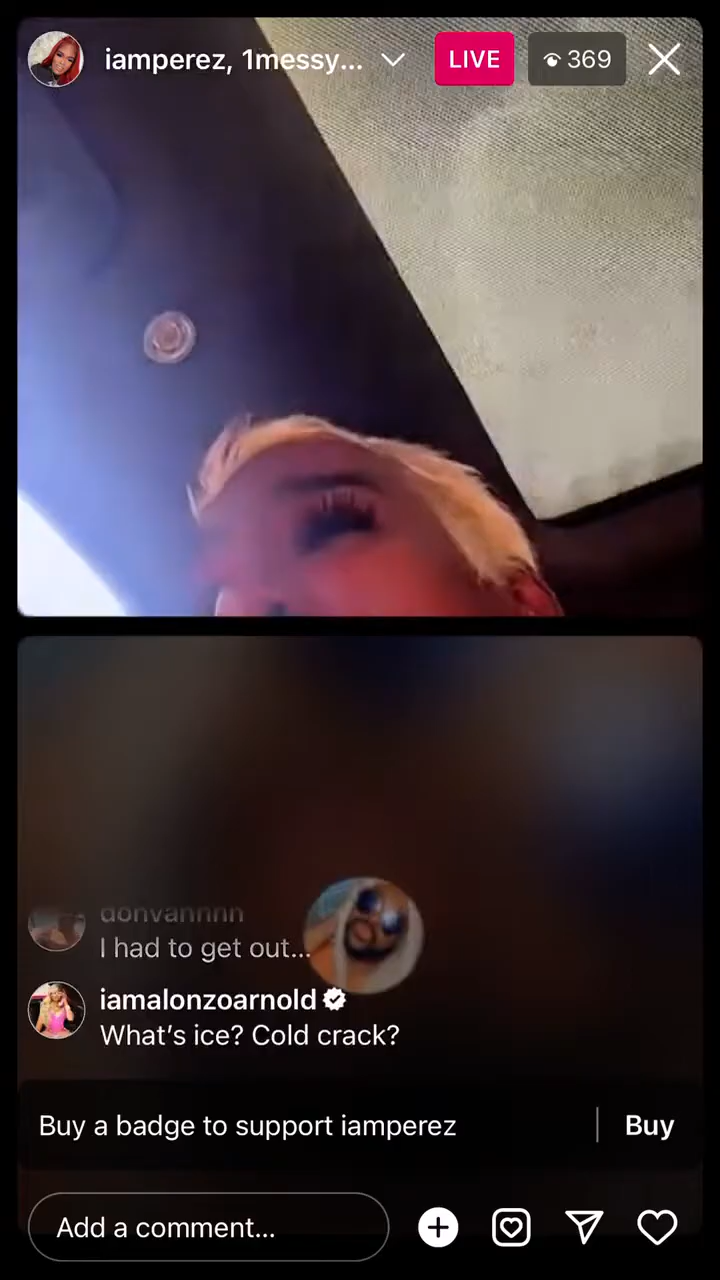 iamperez, 1messy...
LIVE
369
donvannnn
I had to get out...
iamalonzoarnold
What's ice? Cold crack?
Buy a badge to support iamperez
Buy
Add a comment...